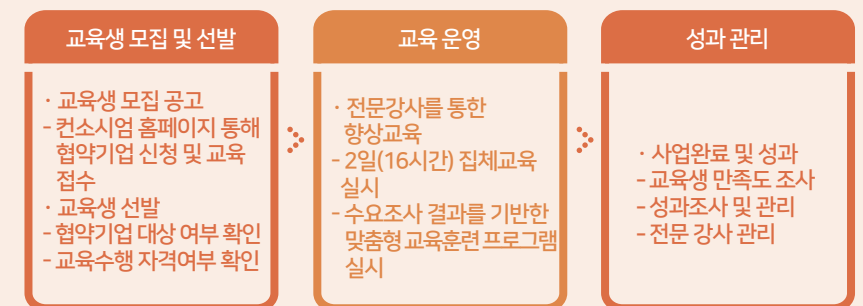 교육생 모집 및 선발
· 교육생 모집 공고
- 컨소시엄 홈페이지 통해
협약기업 신청 및 교육
접수
· 교육생 선발
- 협약기업 대상 여부 확인
- 교육수행 자격여부 확인
교육 운영
· 전문강사를 통한
향상교육
- 2일(16시간) 집체교육
실시
- 수요조사 결과를 기반한
맞춤형 교육훈련 프로그램
실시
성과 관리
· 사업완료 및 성과
- 교육생 만족도 조사
- 성과조사 및 관리
- 전문 강사 관리